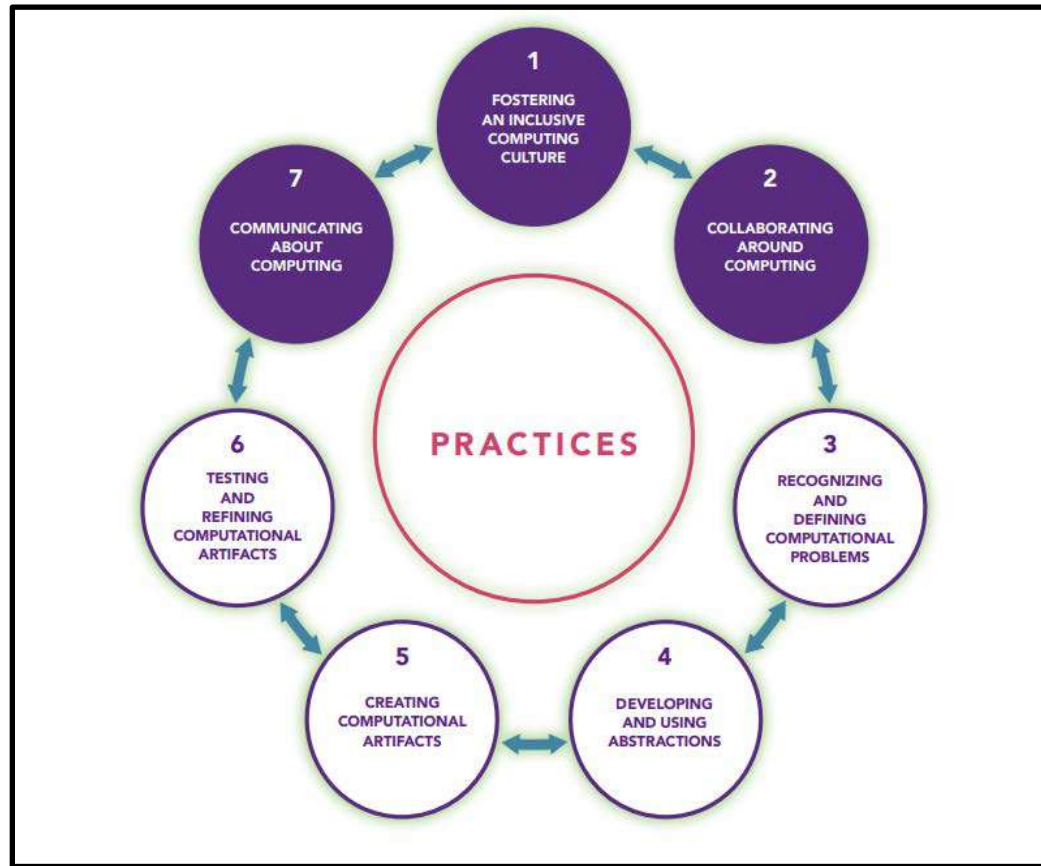 1
FOSTERING
AN INCLUSIVE
COMPUTING
CULTURE
2
COLLABORATING
AROUND
COMPUTING
3
RECOGNIZING
AND
DEFINING
COMPUTATIONAL
PROBLEMS
4
DEVELOPING
AND USING
ABSTRACTIONS
5
CREATING
COMPUTATIONAL
ARTIFACTS
6
TESTING
AND
REFINING
COMPUTATIONAL
ARTIFACTS
7
COMMUNICATING
ABOUT
COMPUTING
PRACTICES